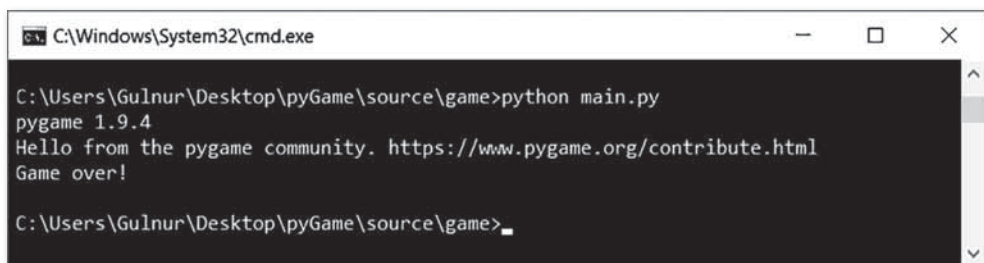 C:\Windows\System32\cmd.exe
C:\Users\Gulnur\Desktop\pyGame\source\game>python main.py
pygame 1.9.4
Hello from the pygame community. https://www.pygame.org/contribute.html
Game over!
C:\Users\Gulnur\Desktop\pyGame\source\game>